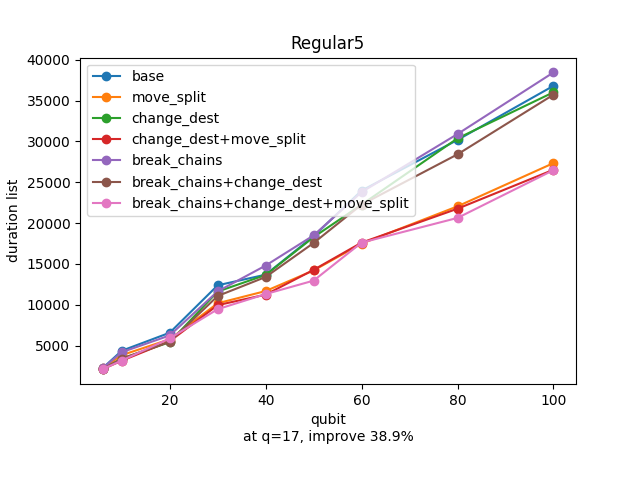 Regular5
40000
35000
30000
25000
20000
15000
10000
5000
duration list
base
move_split
change_dest
change_dest+move_split
break_chains
break_chains+change_dest
break_chains+change_dest+move_split
20 40 60 80 100
qubit
at q=17, improve 38.9%